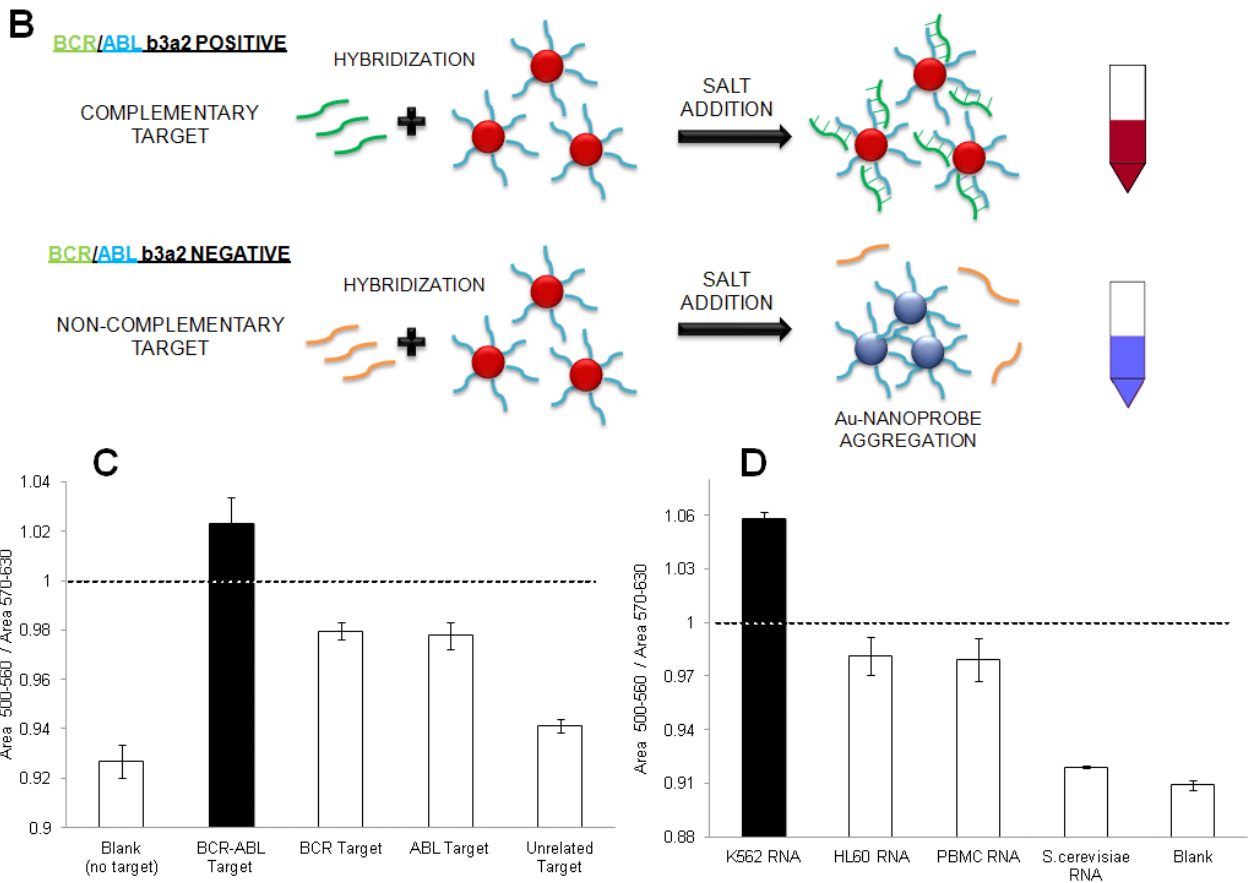 B
BCR/ABL b3a2 POSITIVE
HYBRIDIZATION
COMPLEMENTARY
TARGET
SALT
ADDITION
BCR/ABL b3a2 NEGATIVE
HYBRIDIZATION
NON-COMPLEMENTARY
TARGET
SALT
ADDITION
Au-NANOPROBE
AGGREGATION
C
Area 500-560 / Area 570-630
1.04
1.02
1
0.98
0.96
0.94
0.92
0.9
Blank
(no target)
BCR-ABL
Target
BCR Target
ABL Target
Unrelated
Target
D
Area 500-560 / Area 570-630
1.06
1.03
1
0.97
0.94
0.91
0.88
K562 RNA
HL60 RNA
PBMC RNA
S.cerevisiae
RNA
Blank